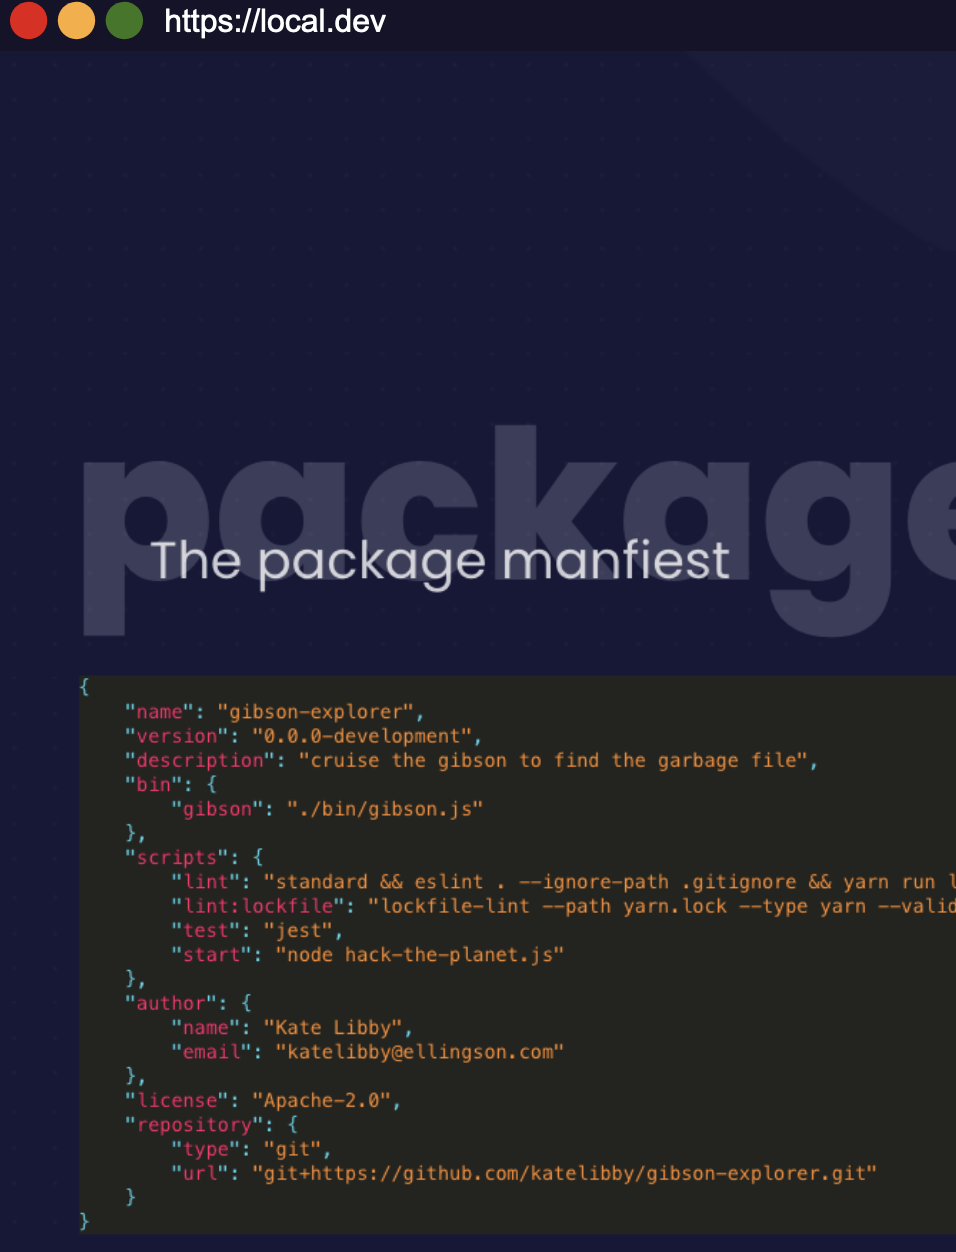 https://local.dev
package
The package manfiest
{
    "name": "gibson-explorer",
    "version": "0.0.0-development",
    "description": "cruise the gibson to find the garbage file",
    "bin": {
        "gibson": "./bin/gibson.js"
    },
    "scripts": {
        "lint": "standard && eslint . --ignore-path .gitignore && yarn run l
        "lint:lockfile": "lockfile-lint --path yarn.lock --type yarn --valid
        "test": "jest",
        "start": "node hack-the-planet.js"
    },
    "author": {
        "name": "Kate Libby",
        "email": "katelibby@ellingson.com"
    },
    "license": "Apache-2.0",
    "repository": {
        "type": "git",
        "url": "git+https://github.com/katelibby/gibson-explorer.git"
    }
}